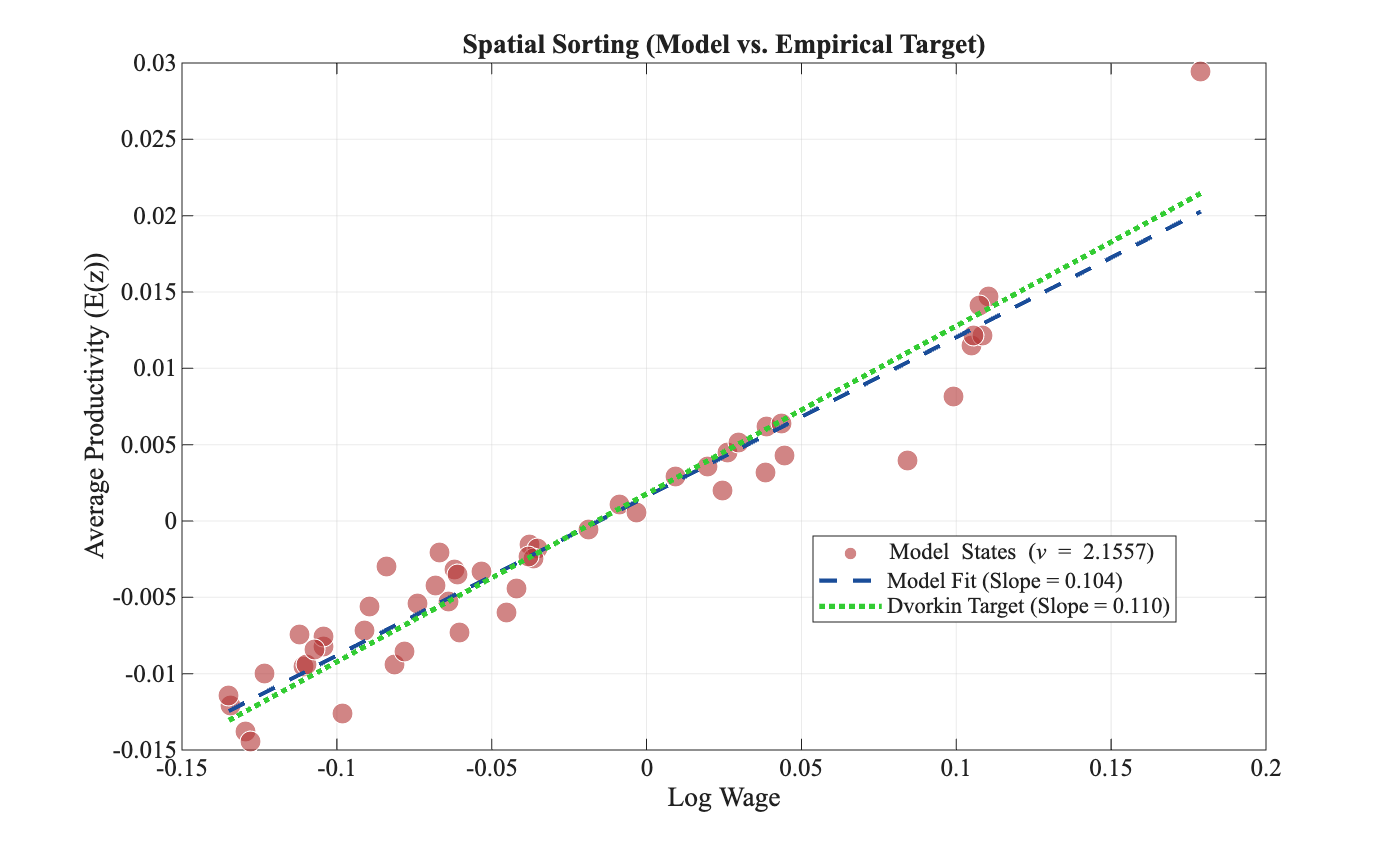 Spatial Sorting (Model vs. Empirical Target)
0.03
0.025
0.02
0.015
0.01
0.005
0
-0.005
-0.01
-0.015
Average Productivity (E(z))
Model States (ν = 2.1557)
Model Fit (Slope = 0.104)
Dvorkin Target (Slope = 0.110)
-0.15 -0.1 -0.05 0 0.05 0.1 0.15 0.2
Log Wage